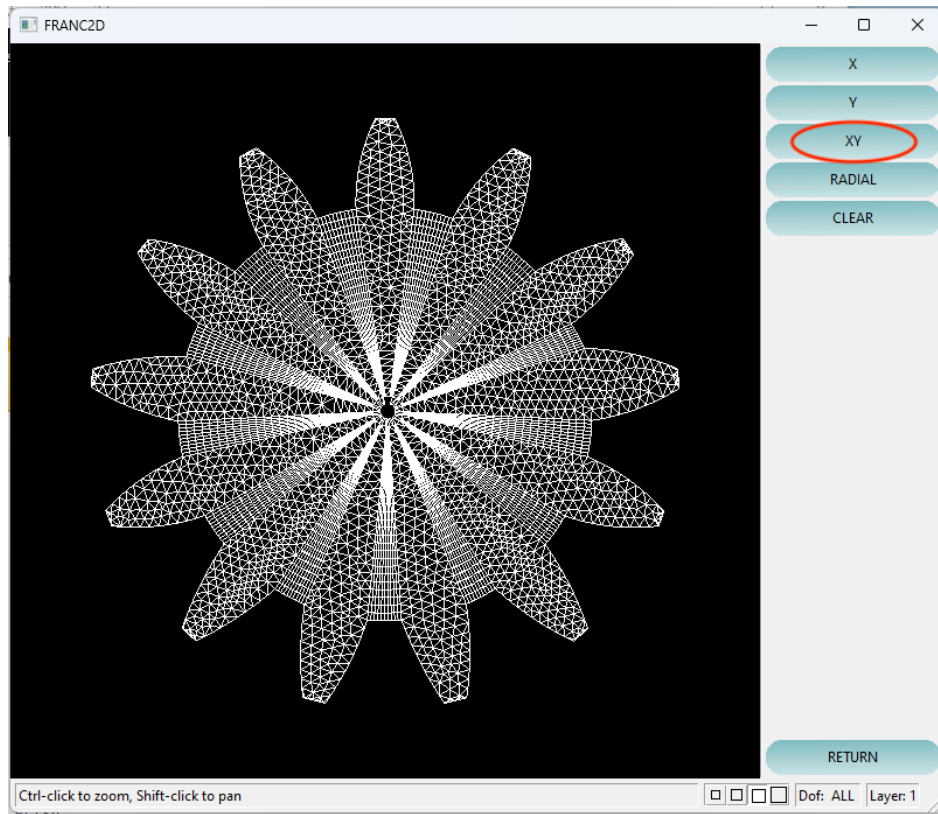 FRANC2D
X
Y
XY
RADIAL
CLEAR
RETURN
Ctrl-click to zoom, Shift-click to pan
Dof: ALL
Layer: 1